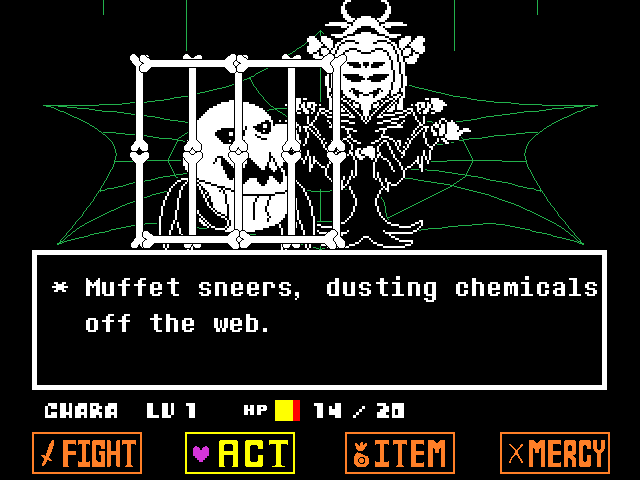 * Muffet sneers, dusting chemicals
off the web.
CHARA LV 1 HP 14 / 20
FIGHT ACT ITEM MERCY